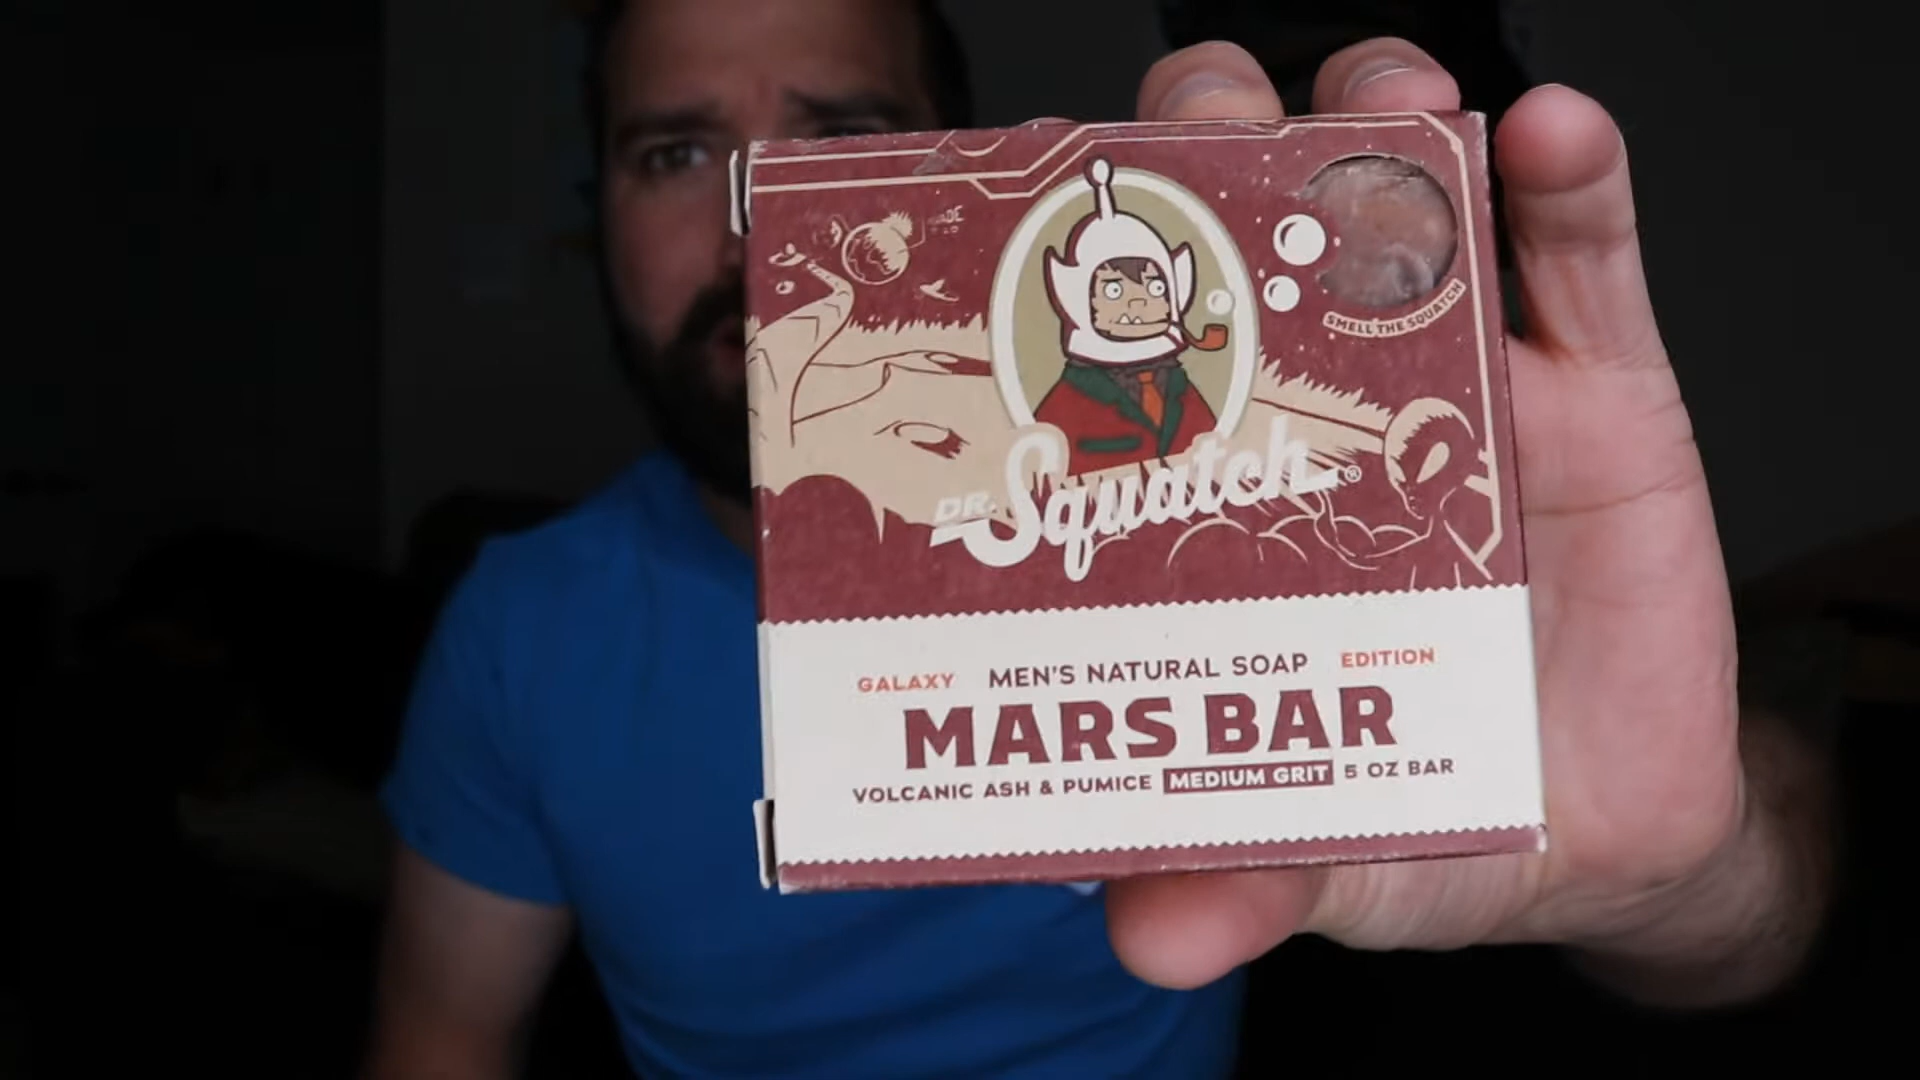 SMELL THE SQUATCH
DR. Squatch®
GALAXY MEN'S NATURAL SOAP EDITION
MARS BAR
VOLCANIC ASH & PUMICE MEDIUM GRIT 5 OZ BAR